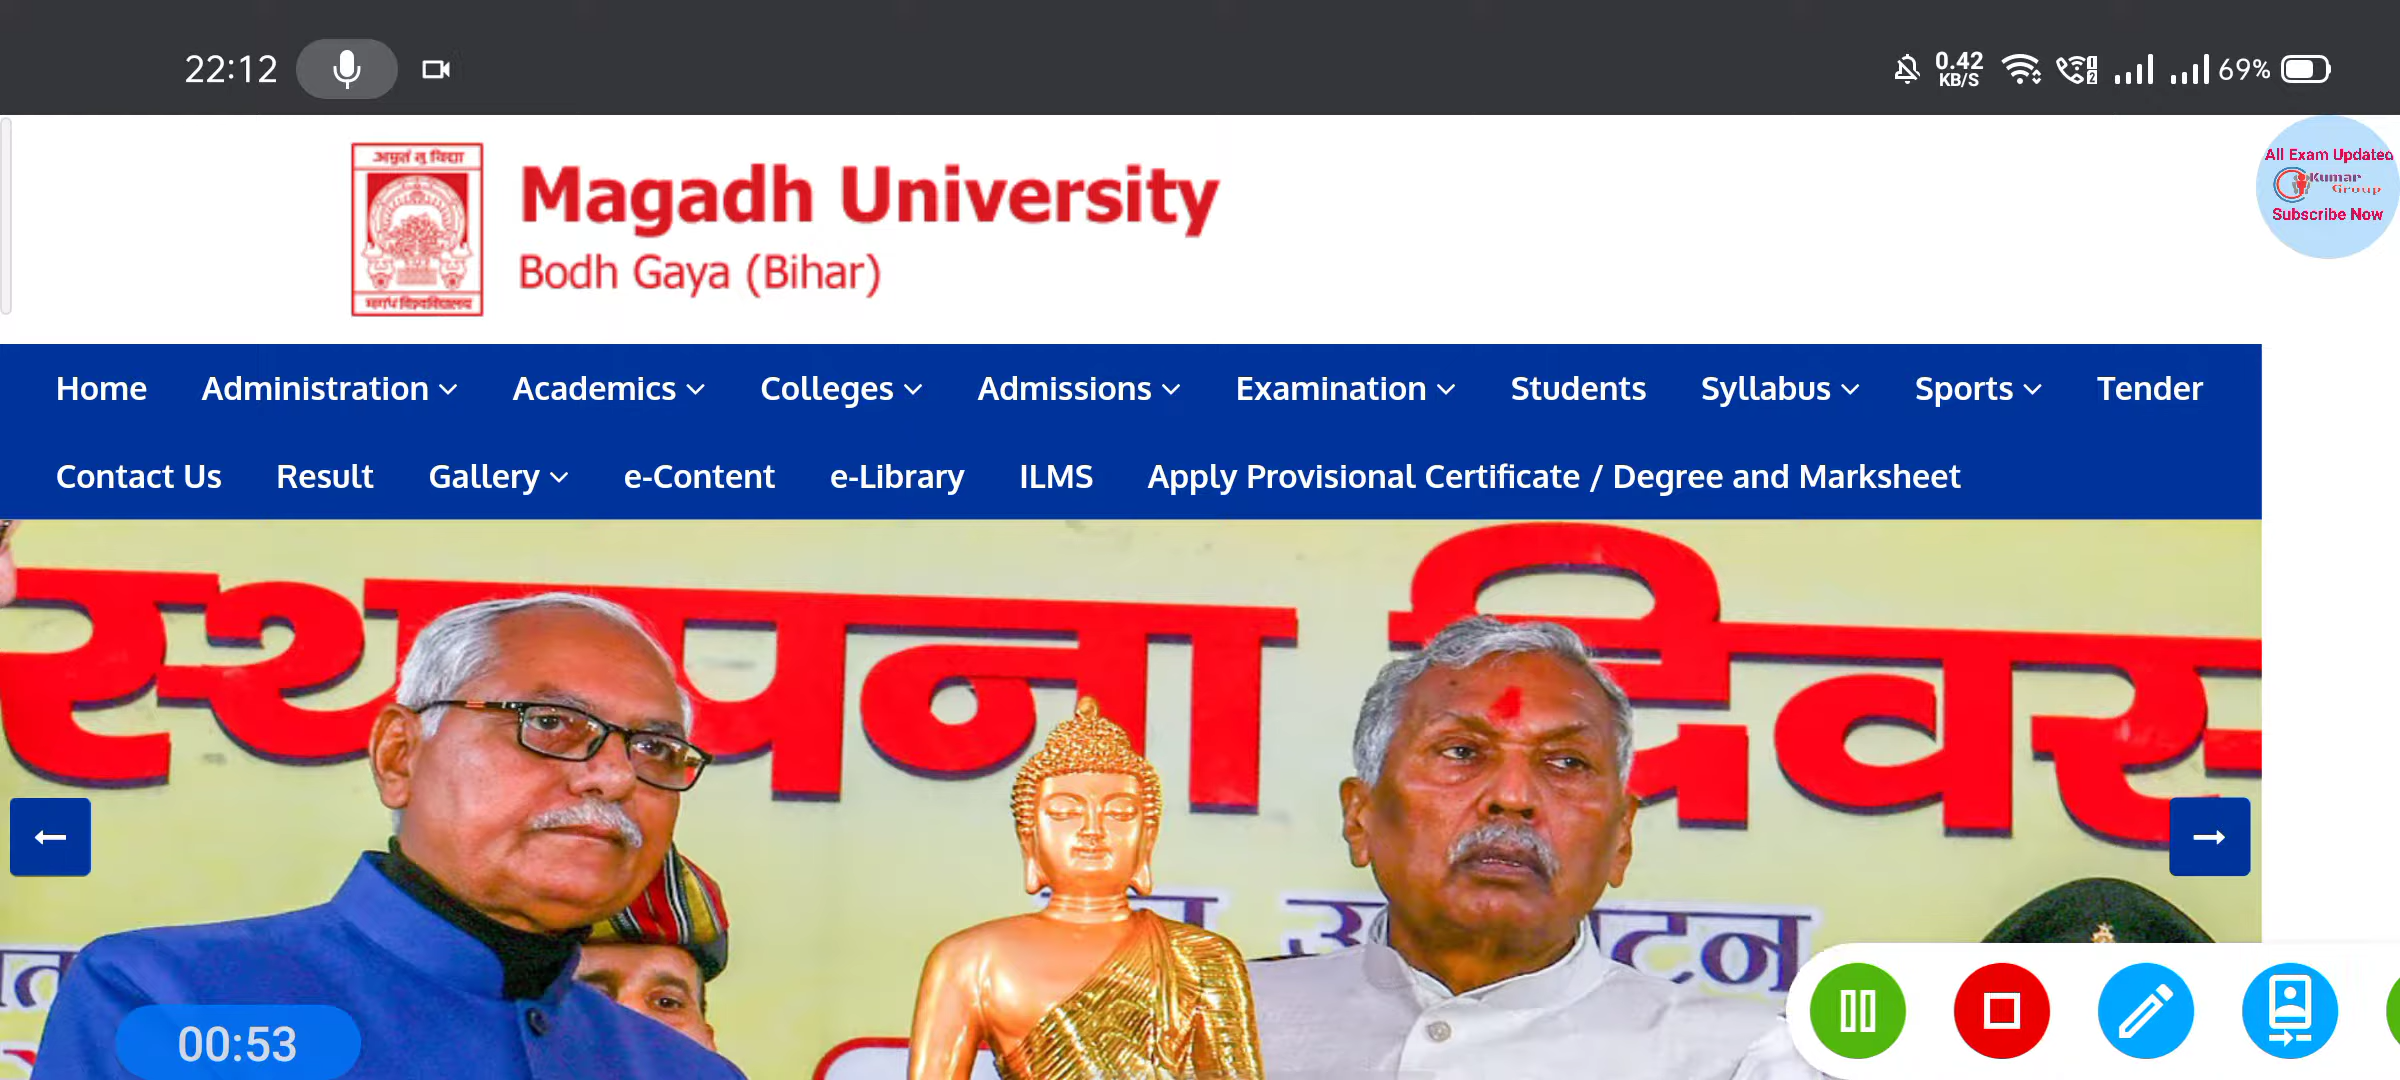 22:12
0.42
KB/S
69%
अमृतं तु विद्या
मगध विश्वविद्यालय
Magadh University
Bodh Gaya (Bihar)
All Exam Updated
Kumar
Group
Subscribe Now
Home Administration Academics Colleges Admissions Examination Students Syllabus Sports Tender
Contact Us Result Gallery e-Content e-Library ILMS Apply Provisional Certificate / Degree and Marksheet
स्थापना दिवस
00:53